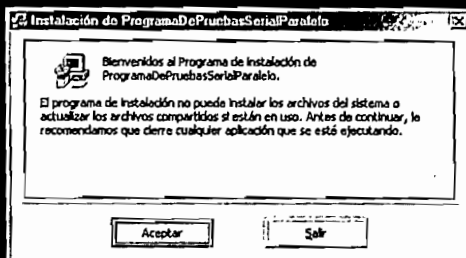 Instalación de ProgramaDePruebasSerialParalelo
Bienvenidos al Programa de instalación de
ProgramaDePruebasSerialParalelo.
El programa de instalación no puede instalar los archivos del sistema o
actualizar los archivos compartidos si están en uso. Antes de continuar, le
recomendamos que cierre cualquier aplicación que se esté ejecutando.
Aceptar
Salir